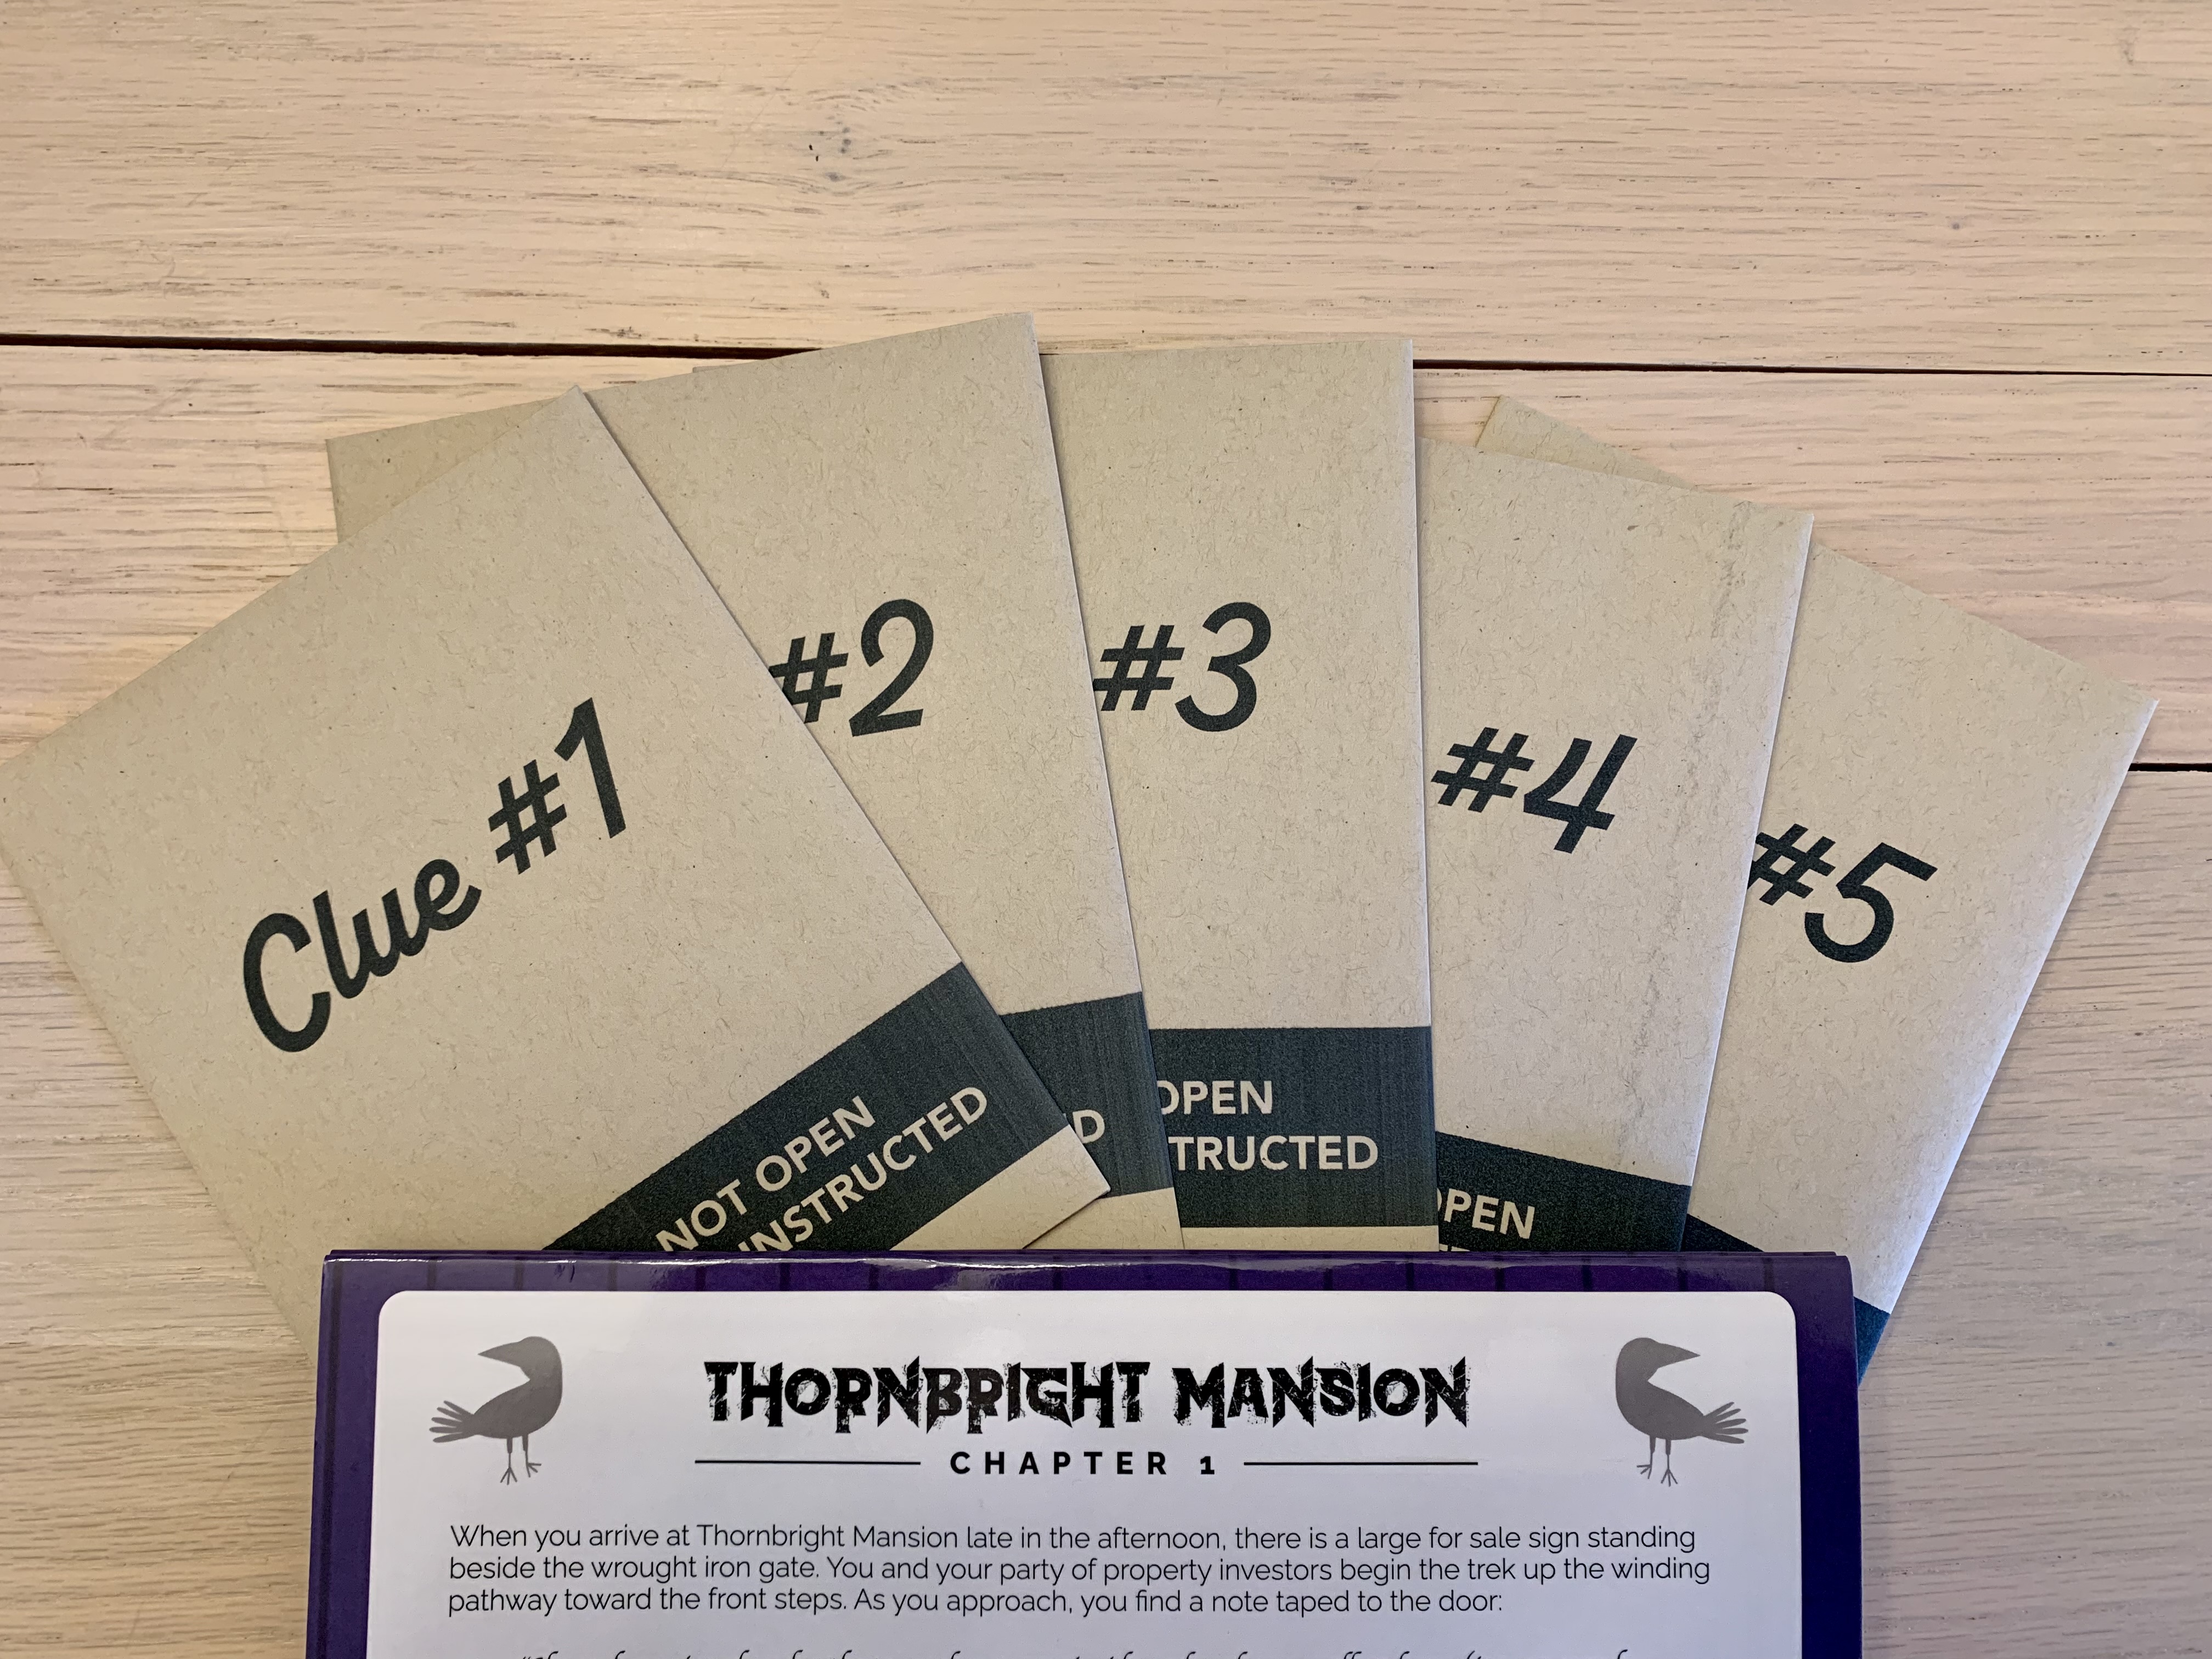 Clue #1
NOT OPEN
INSTRUCTED
#2
#3
OPEN
#4
OPEN
#5
THORNBRIGHT MANSION
CHAPTER 1
When you arrive at Thornbright Mansion late in the afternoon, there is a large for sale sign standing
beside the wrought iron gate. You and your party of property investors begin the trek up the winding
pathway toward the front steps. As you approach, you find a note taped to the door: